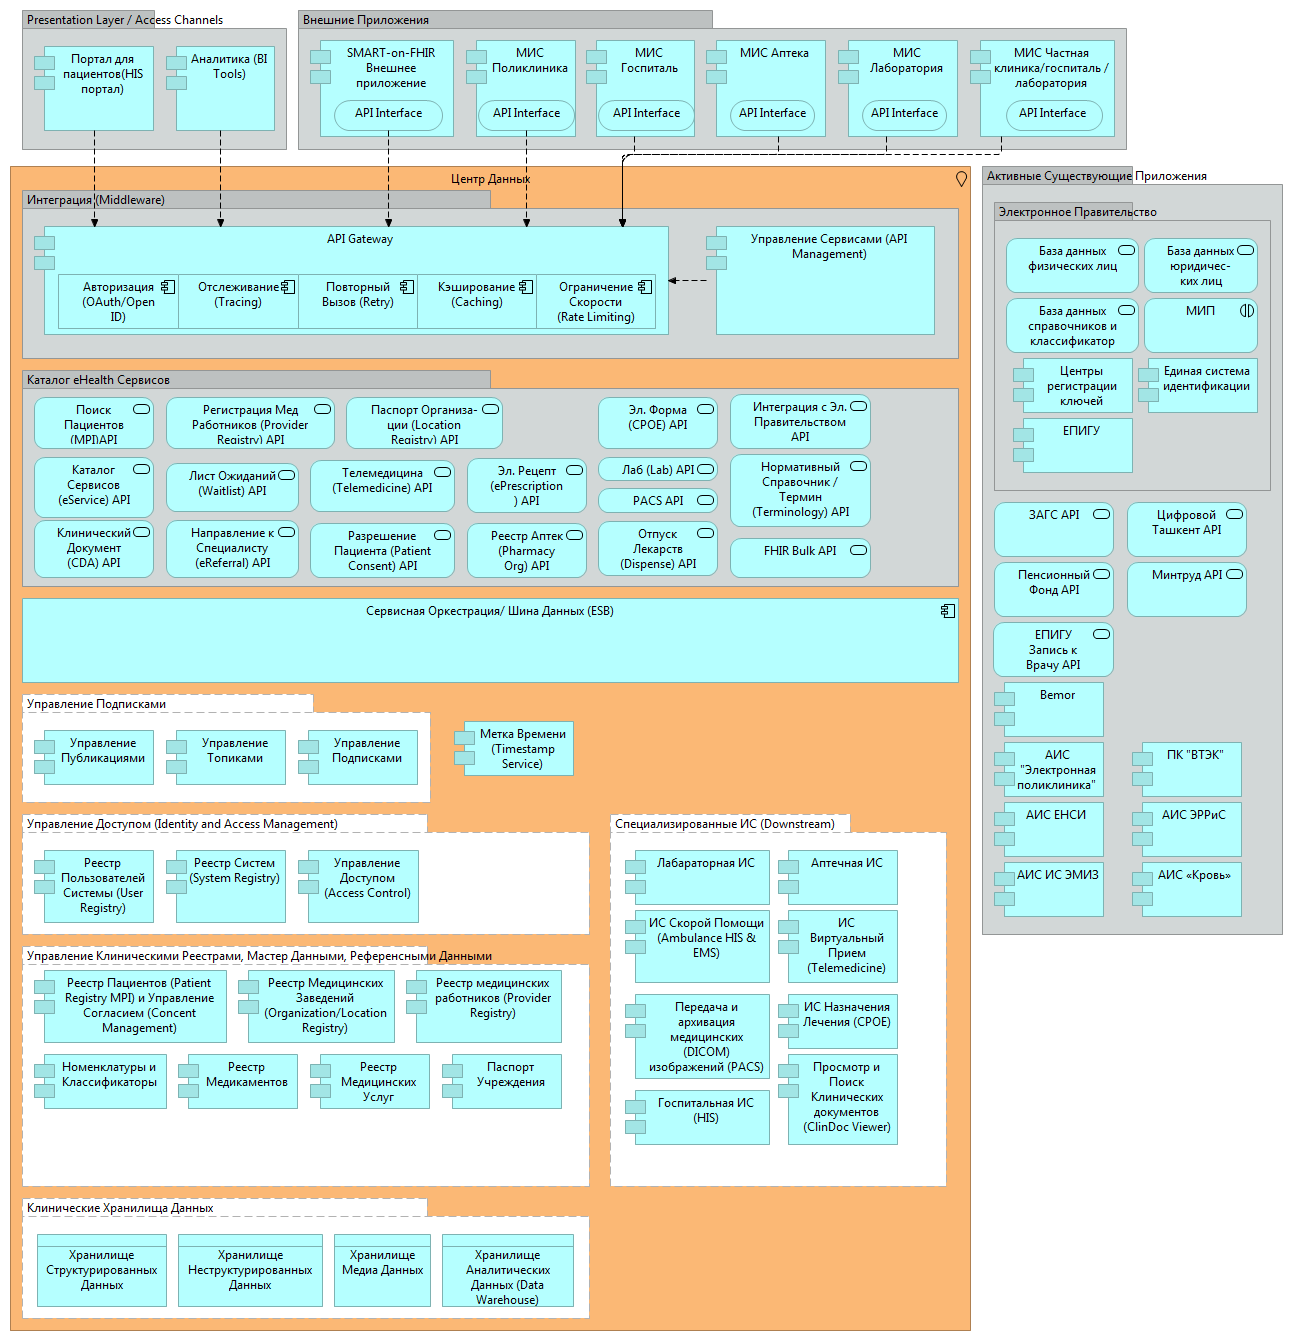 Presentation Layer / Access Channels
Портал для
пациентов(HIS
портал)
Аналитика (BI
Tools)
Внешние Приложения
SMART-on-FHIR
Внешнее
приложение
API Interface
МИС
Поликлиника
API Interface
МИС
Госпиталь
API Interface
МИС Аптека
API Interface
МИС
Лаборатория
API Interface
МИС Частная
клиника/госпиталь /
лаборатория
API Interface
Центр Данных
Интеграция (Middleware)
API Gateway
Авторизация
(OAuth/Open
ID)
Отслеживание
(Tracing)
Повторный
Вызов (Retry)
Кэширование
(Caching)
Ограничение
Скорости
(Rate Limiting)
Управление Сервисами (API
Management)
Каталог eHealth Сервисов
Поиск
Пациентов
(MPI)API
Регистрация Мед
Работников (Provider
Registry) API
Паспорт Организа-
ции (Location
Registry) API
Эл. Форма
(CPOE) API
Интеграция с Эл.
Правительством
API
Каталог
Сервисов
(eService) API
Лист Ожиданий
(Waitlist) API
Телемедицина
(Telemedicine) API
Эл. Рецепт
(ePrescription
) API
Лаб (Lab) API
PACS API
Нормативный
Справочник /
Термин
(Terminology) API
Клинический
Документ
(CDA) API
Направление к
Специалисту
(eReferral) API
Разрешение
Пациента (Patient
Consent) API
Реестр Аптек
(Pharmacy
Org) API
Отпуск
Лекарств
(Dispense) API
FHIR Bulk API
Сервисная Оркестрация/ Шина Данных (ESB)
Управление Подписками
Управление
Публикациями
Управление
Топиками
Управление
Подписками
Метка Времени
(Timestamp
Service)
Управление Доступом (Identity and Access Management)
Реестр
Пользователей
Системы (User
Registry)
Реестр Систем
(System Registry)
Управление
Доступом
(Access Control)
Управление Клиническими Реестрами, Мастер Данными, Референсными Данными
Реестр Пациентов (Patient
Registry MPI) и Управление
Согласием (Concent
Management)
Реестр Медицинских
Заведений
(Organization/Location
Registry)
Реестр медицинских
работников (Provider
Registry)
Номенклатуры и
Классификаторы
Реестр
Медикаментов
Реестр
Медицинских
Услуг
Паспорт
Учреждения
Специализированные ИС (Downstream)
Лабараторная ИС
Аптечная ИС
ИС Скорой Помощи
(Ambulance HIS &
EMS)
ИС
Виртуальный
Прием
(Telemedicine)
Передача и
архивация
медицинских
(DICOM)
изображений (PACS)
ИС Назначения
Лечения (CPOE)
Госпитальная ИС
(HIS)
Просмотр и
Поиск
Клинических
документов
(ClinDoc Viewer)
Клинические Хранилища Данных
Хранилище
Структурированных
Данных
Хранилище
Неструктурированных
Данных
Хранилище
Медиа Данных
Хранилище
Аналитических
Данных (Data
Warehouse)
Активные Существующие Приложения
Электронное Правительство
База данных
физических лиц
База данных
юридичес-
ких лиц
База данных
справочников и
классификатор
МИП
Центры
регистрации
ключей
Единая система
идентификации
ЕПИГУ
ЗАГС API
Цифровой
Ташкент API
Пенсионный
Фонд API
Минтруд API
ЕПИГУ
Запись к
Врачу API
Bemor
АИС
"Электронная
поликлиника"
ПК "ВТЭК"
АИС ЕНСИ
АИС ЭРРиС
АИС ИС ЭМИЗ
АИС «Кровь»